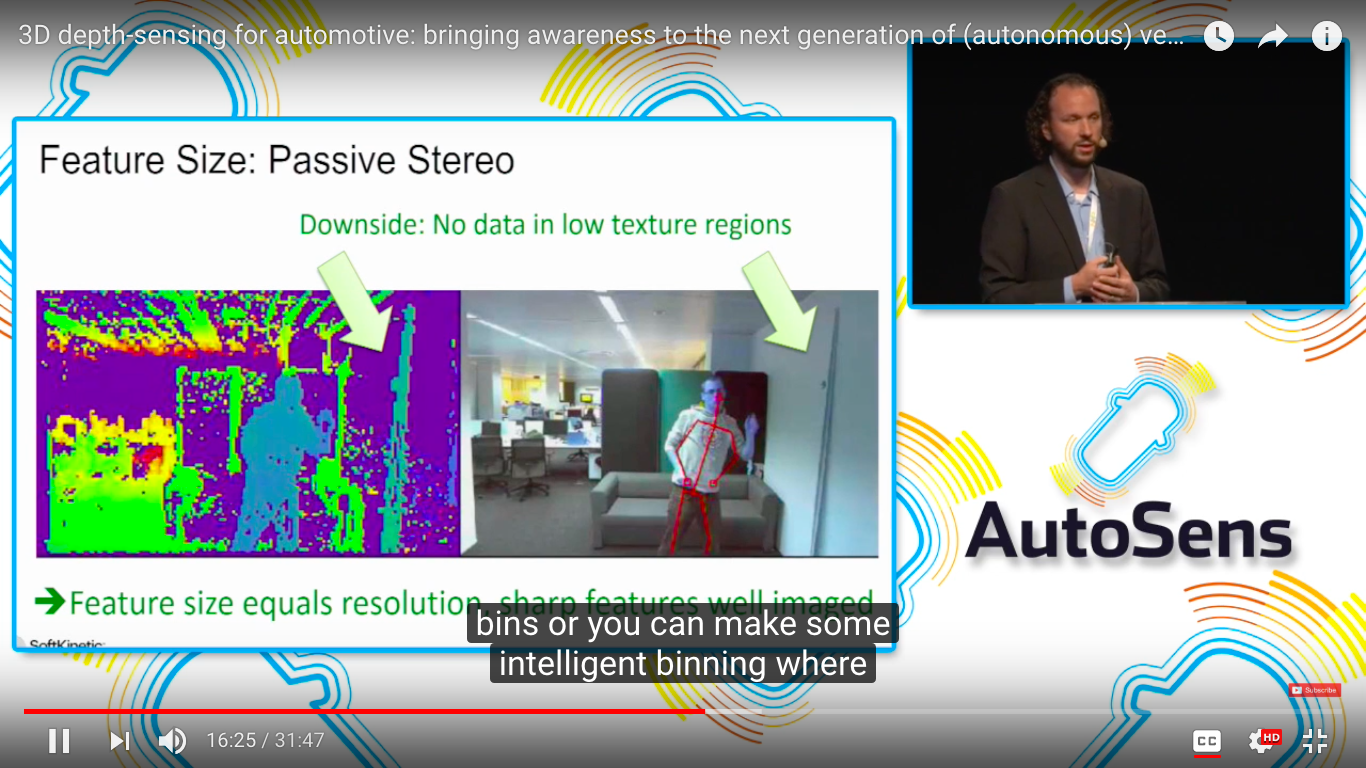 3D depth-sensing for automotive: bringing awareness to the next generation of (autonomous) ve...
Feature Size: Passive Stereo
Downside: No data in low texture regions
Feature size equals resolution, sharp features well imaged
SoftKinetic
AutoSens
bins or you can make some
intelligent binning where
Subscribe
16:25 / 31:47
CC
HD